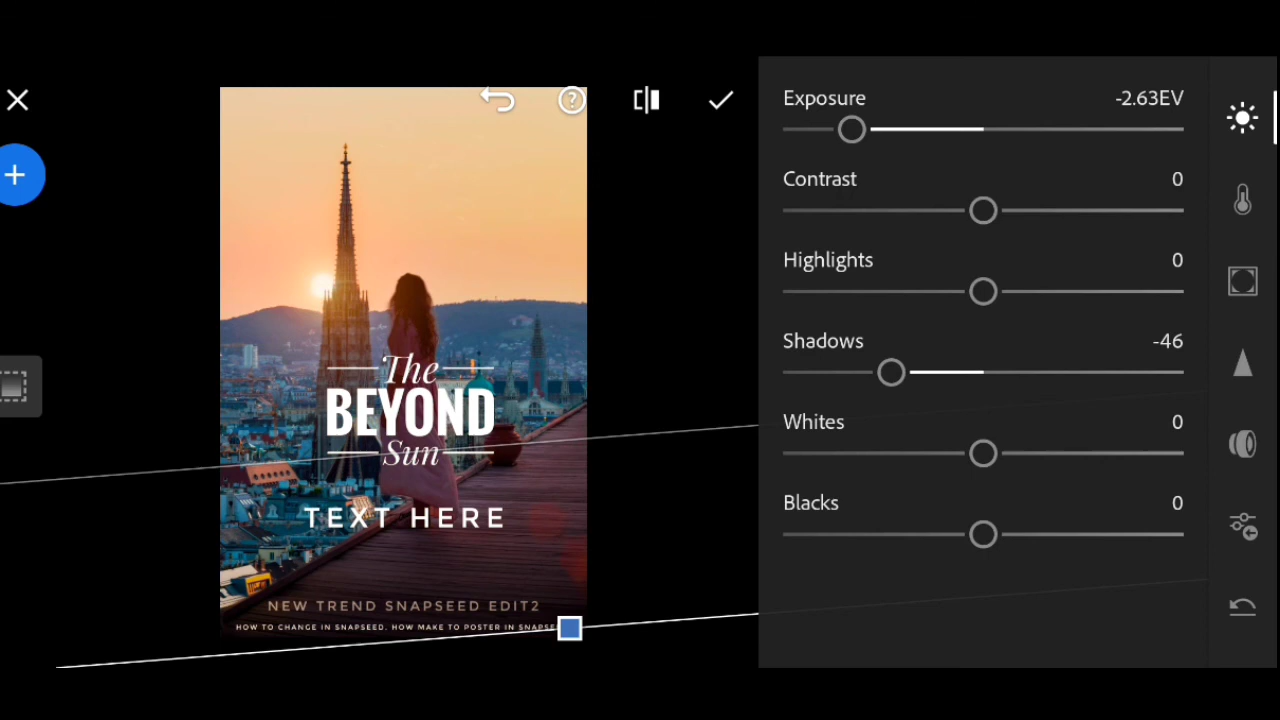 Exposure -2.63EV
Contrast 0
Highlights 0
Shadows -46
Whites 0
Blacks 0
The
BEYOND
Sun
TEXT HERE
NEW TREND SNAPSEED EDIT2
HOW TO CHANGE IN SNAPSEED. HOW MAKE TO POSTER IN